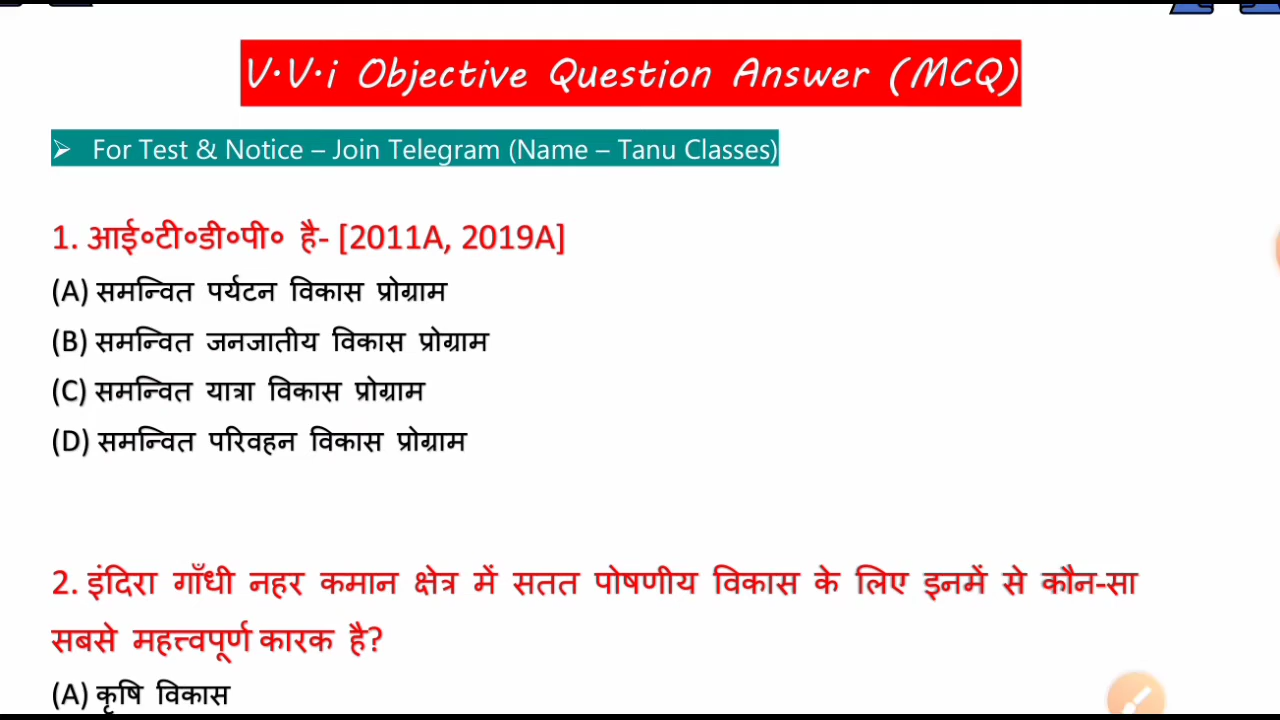 V.V.i Objective Question Answer (MCQ)
➢ For Test & Notice – Join Telegram (Name – Tanu Classes)
1. आई०टी०डी०पी० है- [2011A, 2019A]
(A) समन्वित पर्यटन विकास प्रोग्राम
(B) समन्वित जनजातीय विकास प्रोग्राम
(C) समन्वित यात्रा विकास प्रोग्राम
(D) समन्वित परिवहन विकास प्रोग्राम
2. इंदिरा गाँधी नहर कमान क्षेत्र में सतत पोषणीय विकास के लिए इनमें से कौन-सा
सबसे महत्त्वपूर्ण कारक है?
(A) कृषि विकास